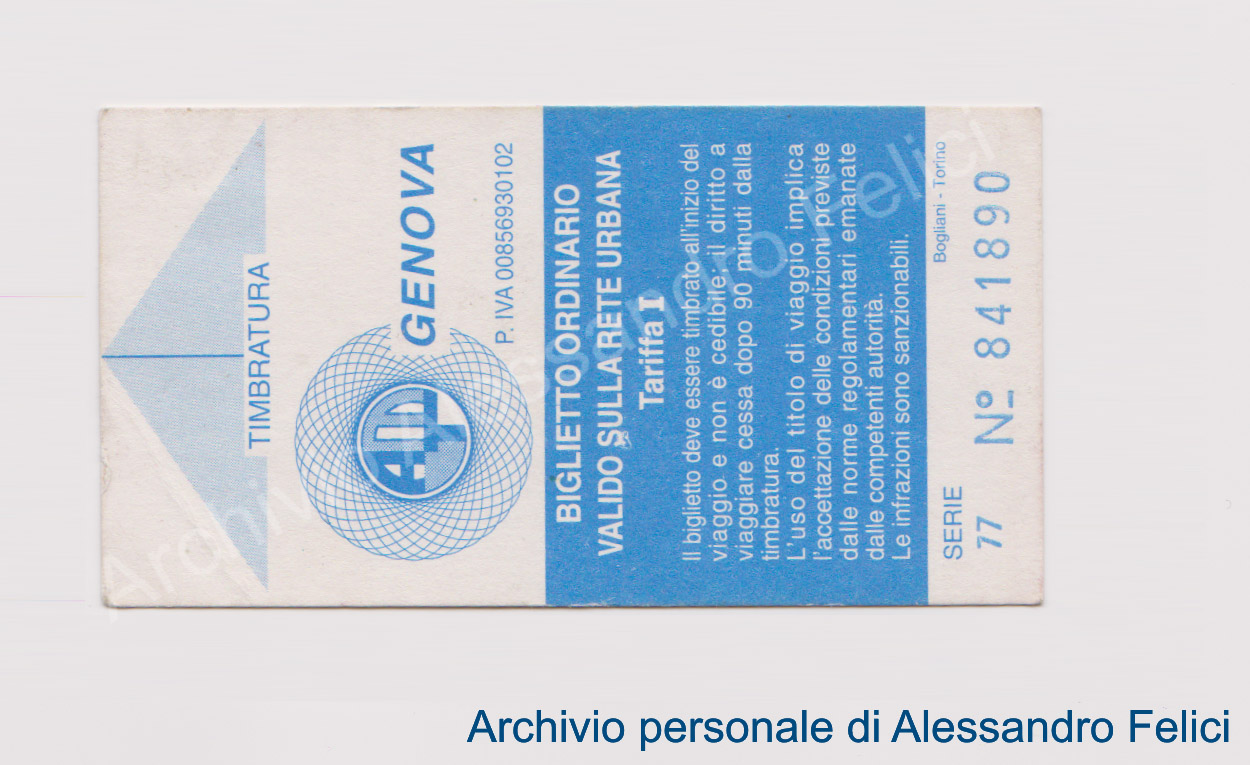 TIMBRATURA
GENOVA
P. IVA 00856930102
BIGLIETTO ORDINARIO
VALIDO SULLA RETE URBANA
Tariffa I
Il biglietto deve essere timbrato all'inizio del
viaggio e non è cedibile; il diritto a
viaggiare cessa dopo 90 minuti dalla
timbratura.
L'uso del titolo di viaggio implica
l'accettazione delle condizioni previste
dalle norme regolamentari emanate
dalle competenti autorità.
Le infrazioni sono sanzionabili.
Bogliani - Torino
SERIE
77
Nº 841890
Archivio Alessandro Felici
Archivio personale di Alessandro Felici